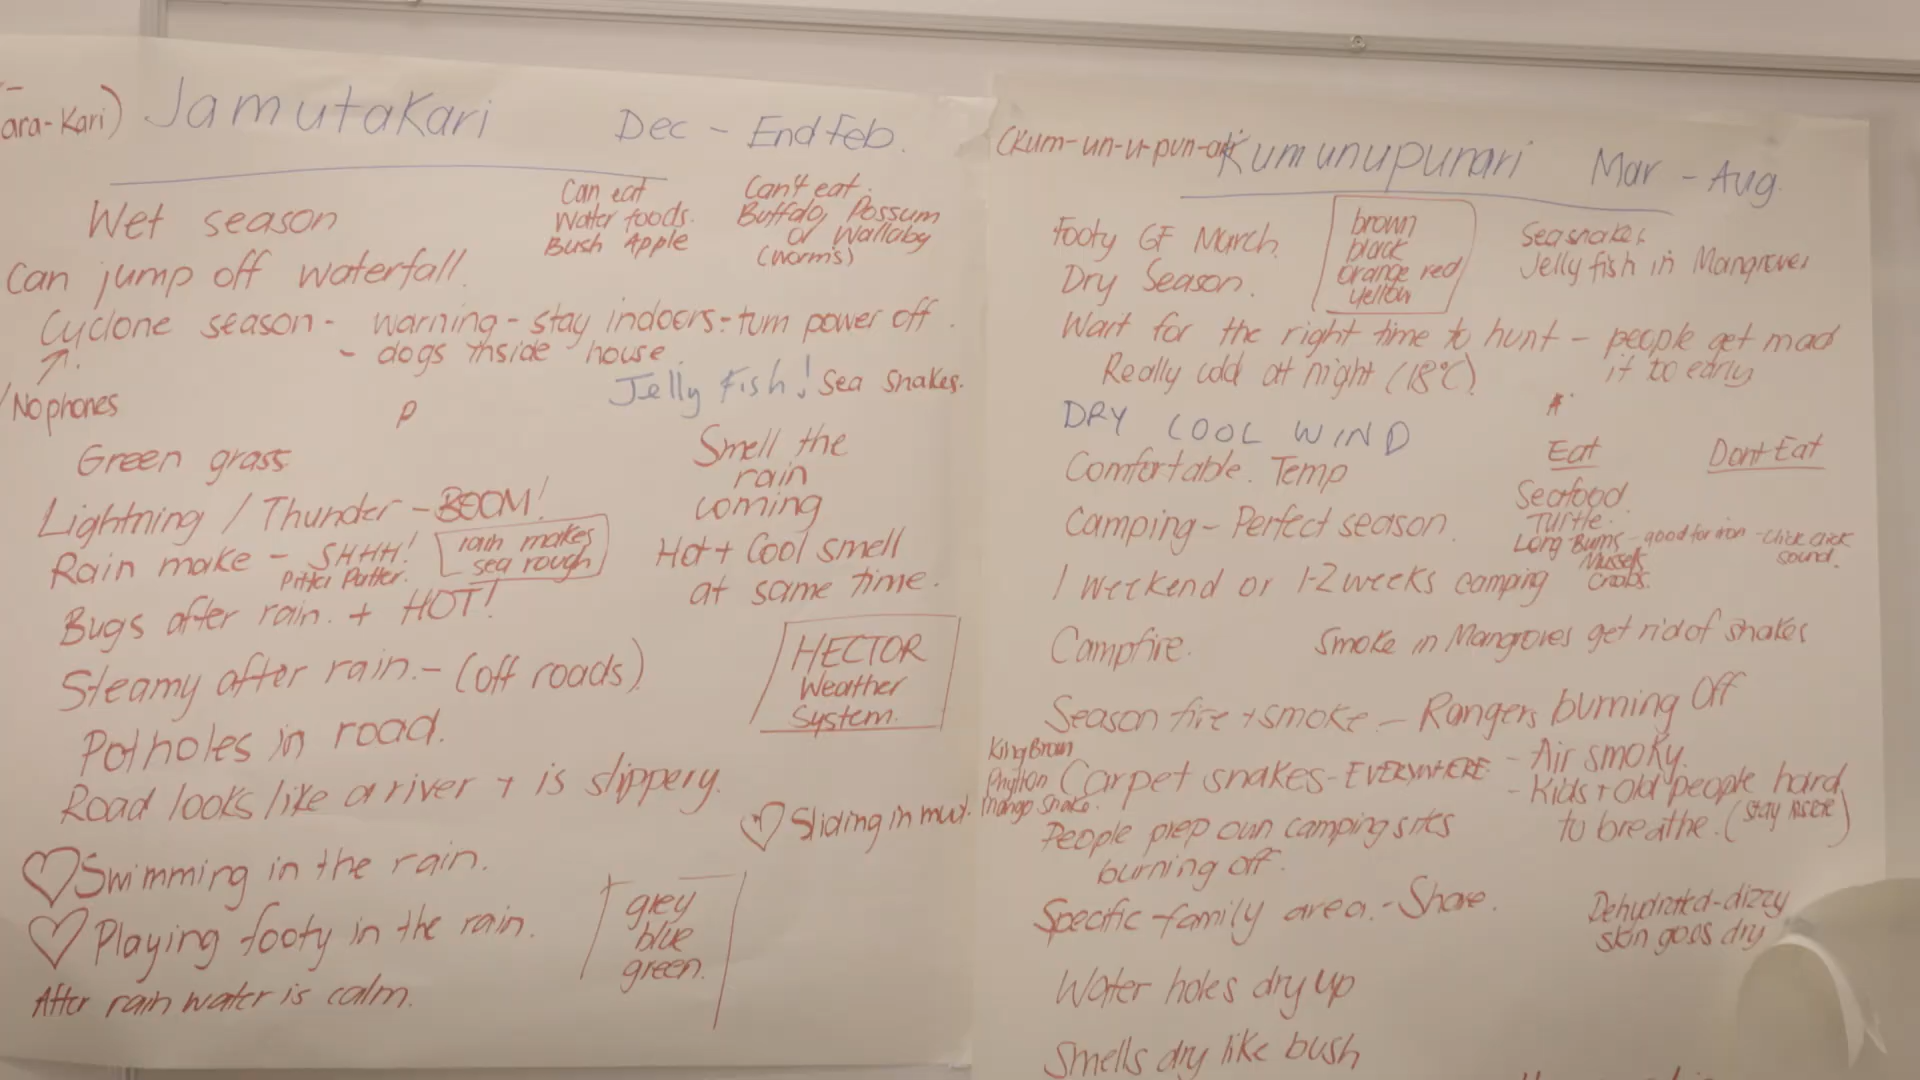 ara-Kari) Jamutakari Dec - End Feb.
Wet season
Can eat
Water foods.
Bush Apple
Can't eat.
Buffalo, Possum
or Wallaby
(worms)
Can jump off waterfall.
Cyclone season - warning - stay indoors - turn power off.
- dogs inside house.
No phones
P
Jelly Fish! Sea snakes.
Green grass
Smell the
rain
coming
Lightning / Thunder - BOOM!
Rain make - SHHH!
Pitter Patter.
rain makes
sea rough
Hot + Cool smell
at same time.
Bugs after rain. + HOT!
Steamy after rain. - (off roads)
HECTOR
Weather
System.
Potholes in road.
Road looks like a river + is slippery.
♡ Sliding in mud.
♡ Swimming in the rain.
♡ Playing footy in the rain.
grey
blue
green.
After rain water is calm.
(Kum-un-u-pun-ari Kumunupunari Mar - Aug.
Footy GF March.
Dry Season.
brown
black
orange red
yellow
Seasnakes
Jelly fish in Mangroves
Wait for the right time to hunt - people get mad
if to early
Really cold at night (18°C)
DRY COOL WIND
Comfortable. Temp
Eat
Seafood.
Turtle.
Long Bums - good for iron - click click
sound.
Mussels
Crabs.
Dont Eat
Camping - Perfect season.
1 weekend or 1-2 weeks camping
Campfire.
Smoke in Mangroves get rid of snakes
Season fire + smoke - Rangers burning off
- Air smoky.
- Kids + old people hard
to breathe. (stay inside)
King Brown
Phython
Mango snake.
Carpet snakes - EVERYWHERE
People prep own camping sites
burning off.
Specific family area. - Share.
Dehydrated - dizzy
skin goes dry
Water holes dry up
Smells dry like bush